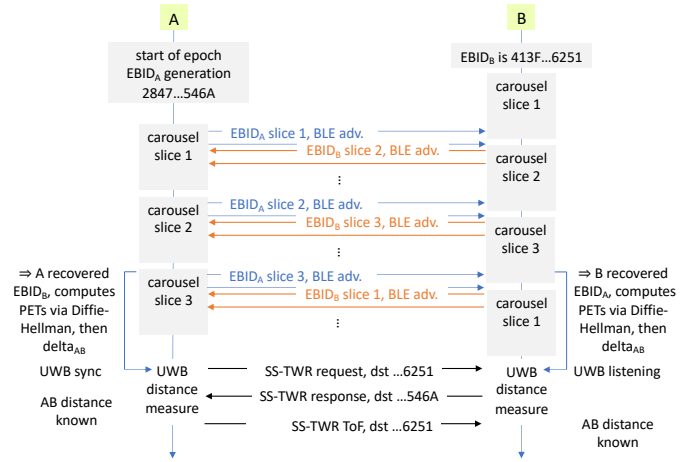 A
B
start of epoch
EBIDA generation
2847...546A
EBIDB is 413F...6251
carousel
slice 1
carousel
slice 1
EBIDA slice 1, BLE adv.
EBIDB slice 2, BLE adv.
...
carousel
slice 2
carousel
slice 2
EBIDA slice 2, BLE adv.
EBIDB slice 3, BLE adv.
...
carousel
slice 3
⇒ A recovered
EBIDB, computes
PETs via Diffie-
Hellman, then
deltaAB
carousel
slice 3
EBIDA slice 3, BLE adv.
EBIDB slice 1, BLE adv.
...
carousel
slice 1
⇒ B recovered
EBIDA, computes
PETs via Diffie-
Hellman, then
deltaAB
UWB sync
UWB
distance
measure
SS-TWR request, dst ...6251
SS-TWR response, dst ...546A
SS-TWR ToF, dst ...6251
UWB
distance
measure
UWB listening
AB distance
known
AB distance
known